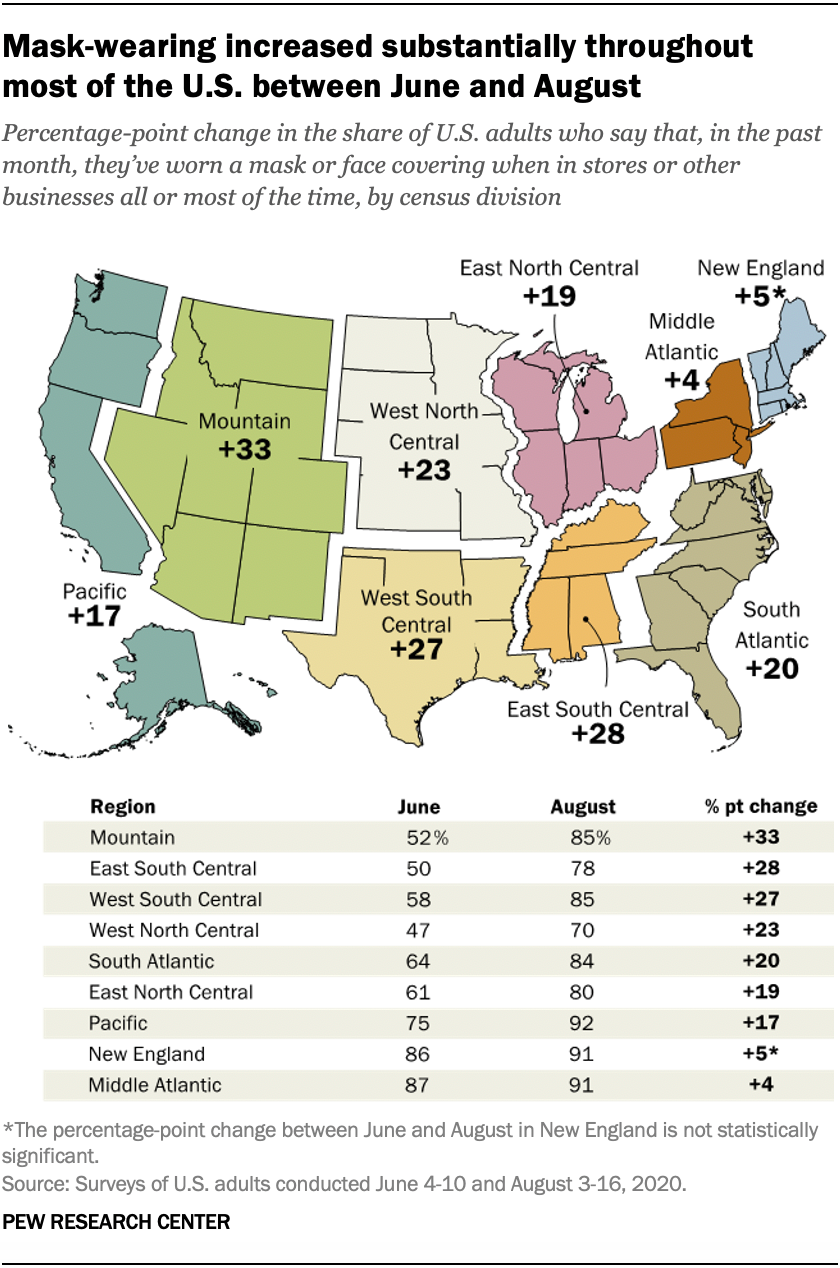 Mask-wearing increased substantially throughout
most of the U.S. between June and August
Percentage-point change in the share of U.S. adults who say that, in the past
month, they’ve worn a mask or face covering when in stores or other
businesses all or most of the time, by census division
East North Central
+19
New England
+5*
Middle
Atlantic
+4
Mountain
+33
West North
Central
+23
Pacific
+17
West South
Central
+27
South
Atlantic
+20
East South Central
+28
Region June August % pt change
Mountain 52% 85% +33
East South Central 50 78 +28
West South Central 58 85 +27
West North Central 47 70 +23
South Atlantic 64 84 +20
East North Central 61 80 +19
Pacific 75 92 +17
New England 86 91 +5*
Middle Atlantic 87 91 +4
*The percentage-point change between June and August in New England is not statistically
significant.
Source: Surveys of U.S. adults conducted June 4-10 and August 3-16, 2020.
PEW RESEARCH CENTER